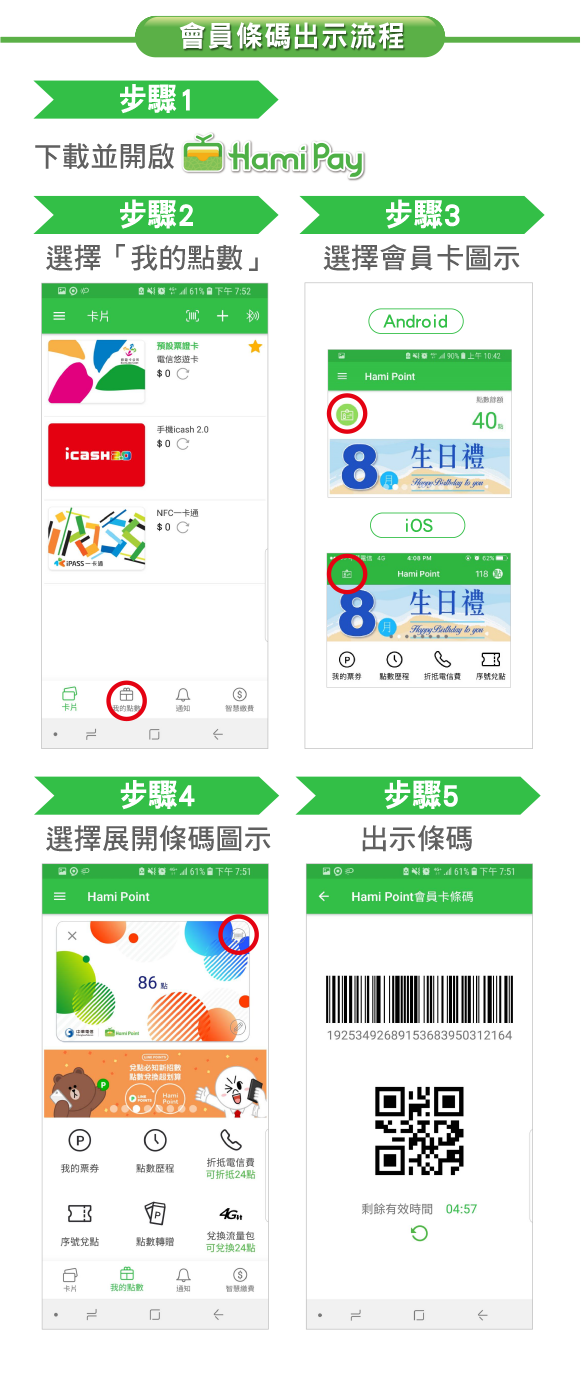 會員條碼出示流程
步驟1
下載並開啟 Hami Pay
步驟2
選擇「我的點數」
61% 下午 7:52
卡片
預設票證卡
電信悠遊卡
$ 0
icash 2.0
手機icash 2.0
$ 0
iPASS 一卡通
NFC一卡通
$ 0
卡片
我的點數
通知
智慧繳費
步驟3
選擇會員卡圖示
Android
90% 上午 10:42
Hami Point
點數餘額
40點
8月
生日禮
Happy Birthday to you
iOS
電信 4G 4:08 PM 62%
Hami Point
118 點
8月
生日禮
Happy Birthday to you
我的票券
點數歷程
折抵電信費
序號兌點
步驟4
選擇展開條碼圖示
61% 下午 7:51
Hami Point
86 點
中華電信 Hami Point
LINE POINTS
兌點必知新招數
點數兌換超划算
LINE POINTS
Hami Point
我的票券
點數歷程
折抵電信費
可折抵24點
序號兌點
點數轉贈
4G
兌換流量包
可兌換24點
卡片
我的點數
通知
智慧繳費
步驟5
出示條碼
61% 下午 7:51
Hami Point會員卡條碼
19253492689153683950312164
剩餘有效時間 04:57